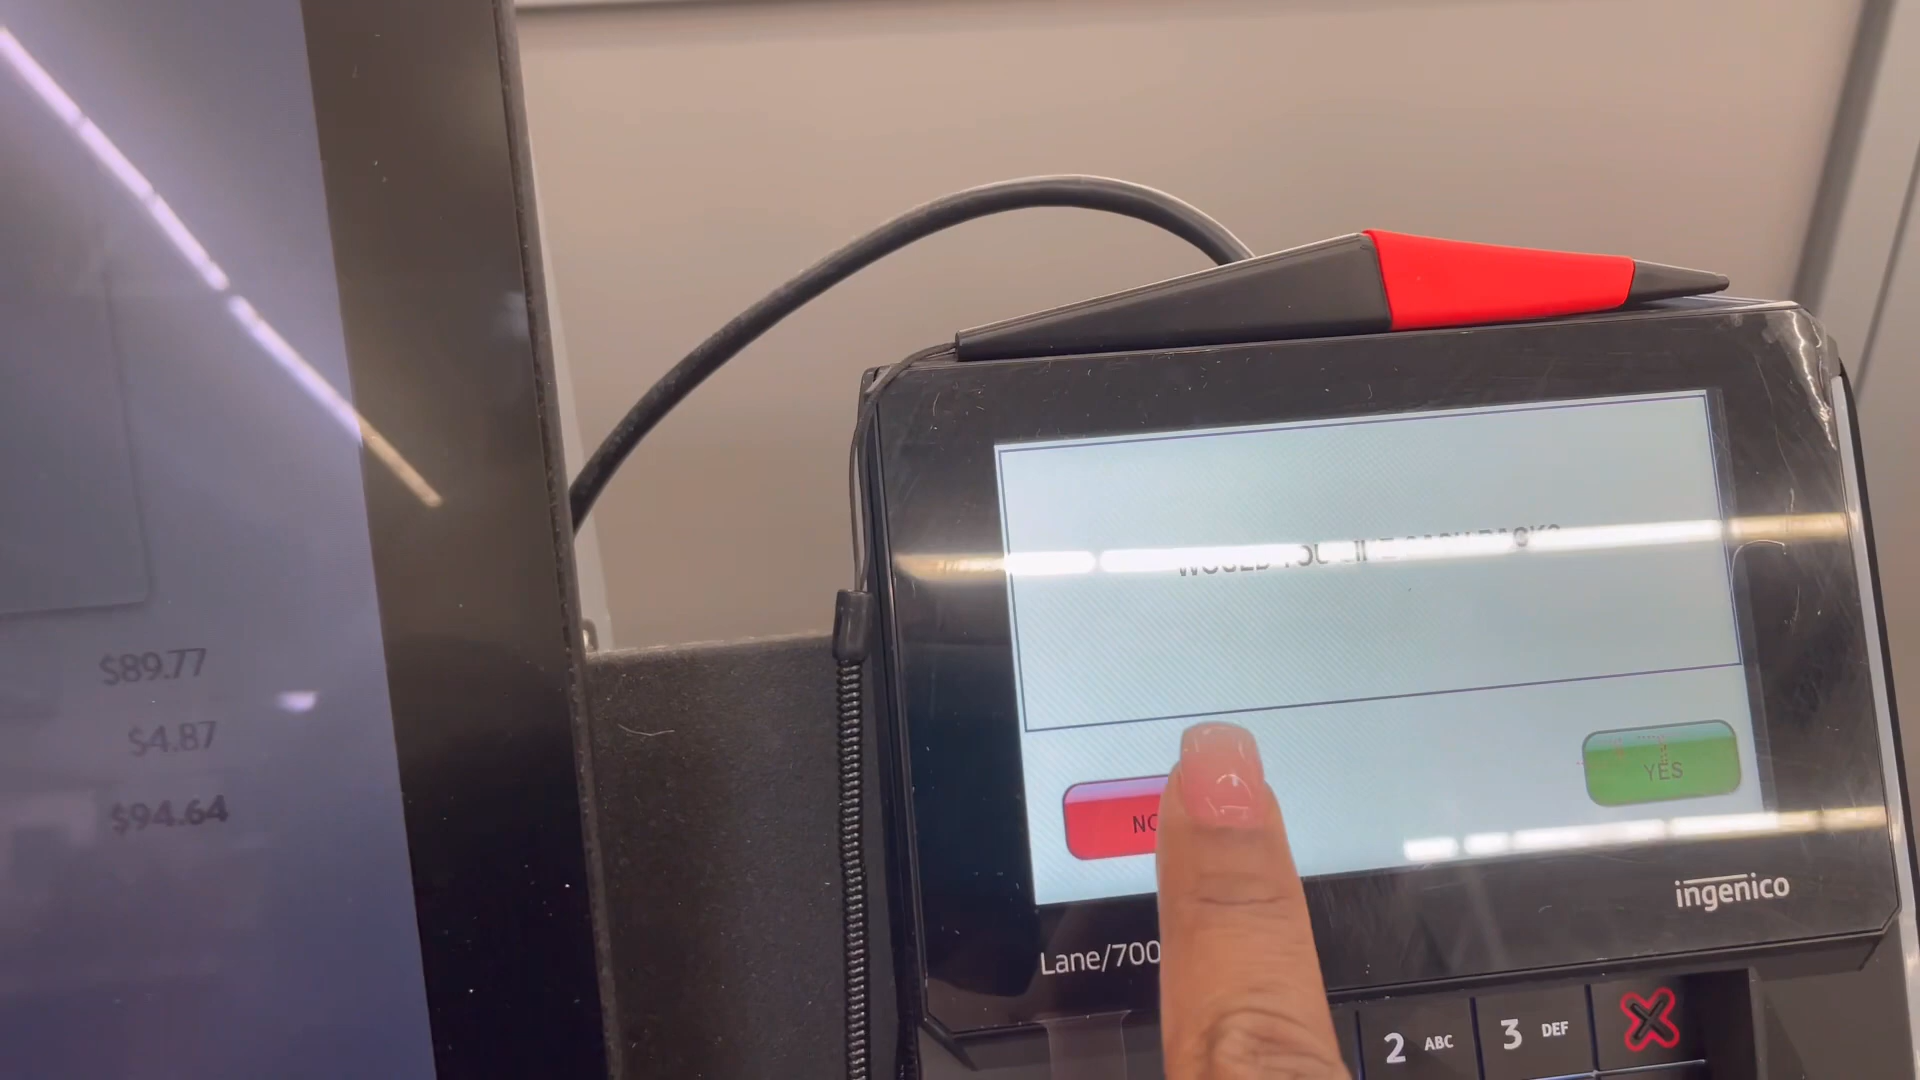 $89.77
$4.87
$94.64
WOULD YOU LIKE CASH BACK?
NO
YES
ingenico
Lane/700
2 ABC
3 DEF